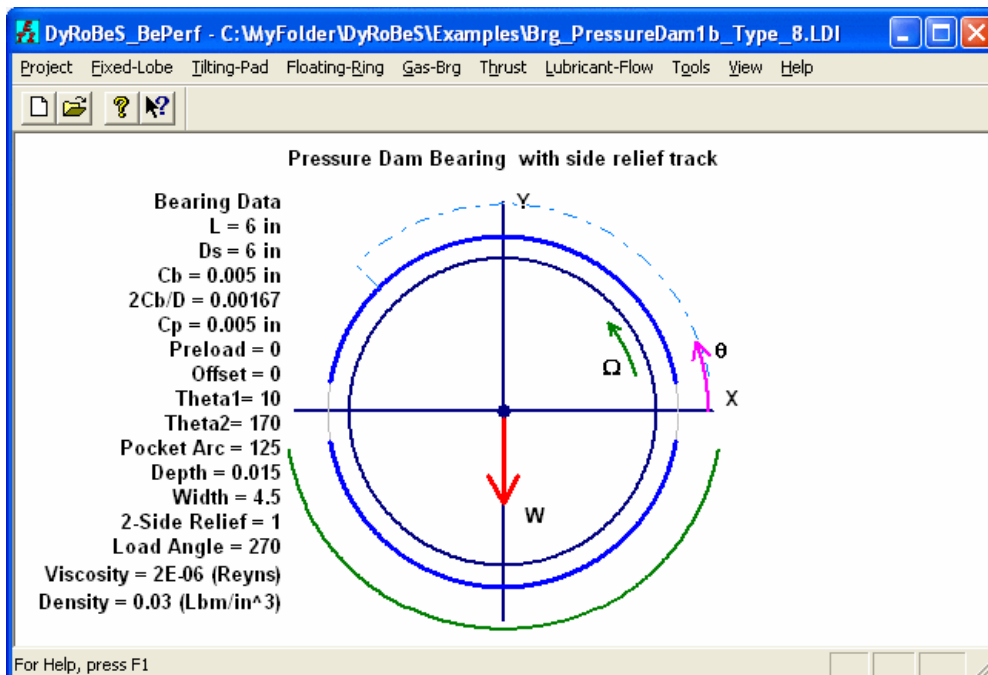 DyRoBeS_BePerf - C:\MyFolder\DyRoBeS\Examples\Brg_PressureDam1b_Type_8.LDI
Project Fixed-Lobe Tilting-Pad Floating-Ring Gas-Brg Thrust Lubricant-Flow Tools View Help
Pressure Dam Bearing with side relief track
Bearing Data
L = 6 in
Ds = 6 in
Cb = 0.005 in
2Cb/D = 0.00167
Cp = 0.005 in
Preload = 0
Offset = 0
Theta1= 10
Theta2= 170
Pocket Arc = 125
Depth = 0.015
Width = 4.5
2-Side Relief = 1
Load Angle = 270
Viscosity = 2E-06 (Reyns)
Density = 0.03 (Lbm/in^3)
Y
Ω
θ
X
W
For Help, press F1